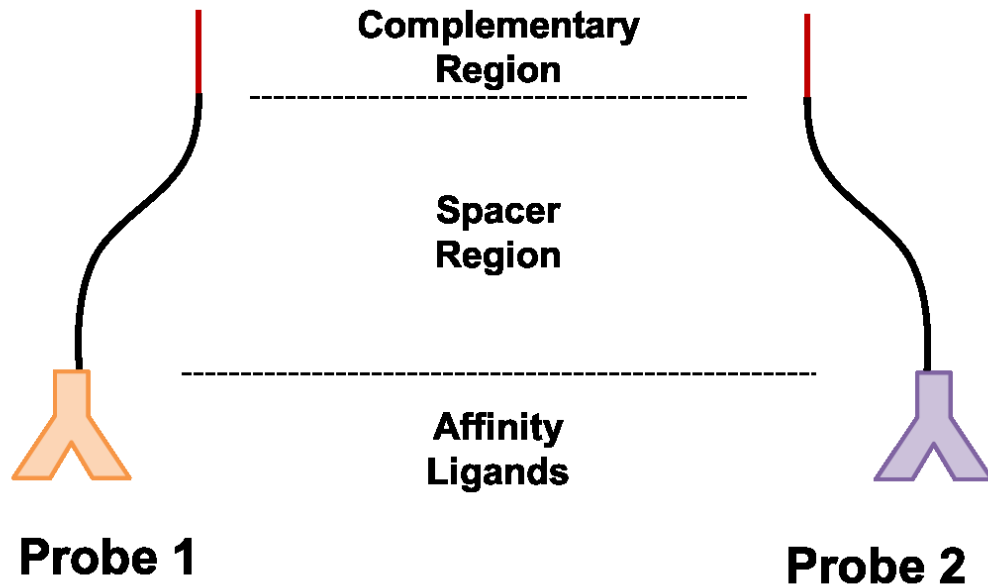 Complementary
Region
Spacer
Region
Affinity
Ligands
Probe 1
Probe 2